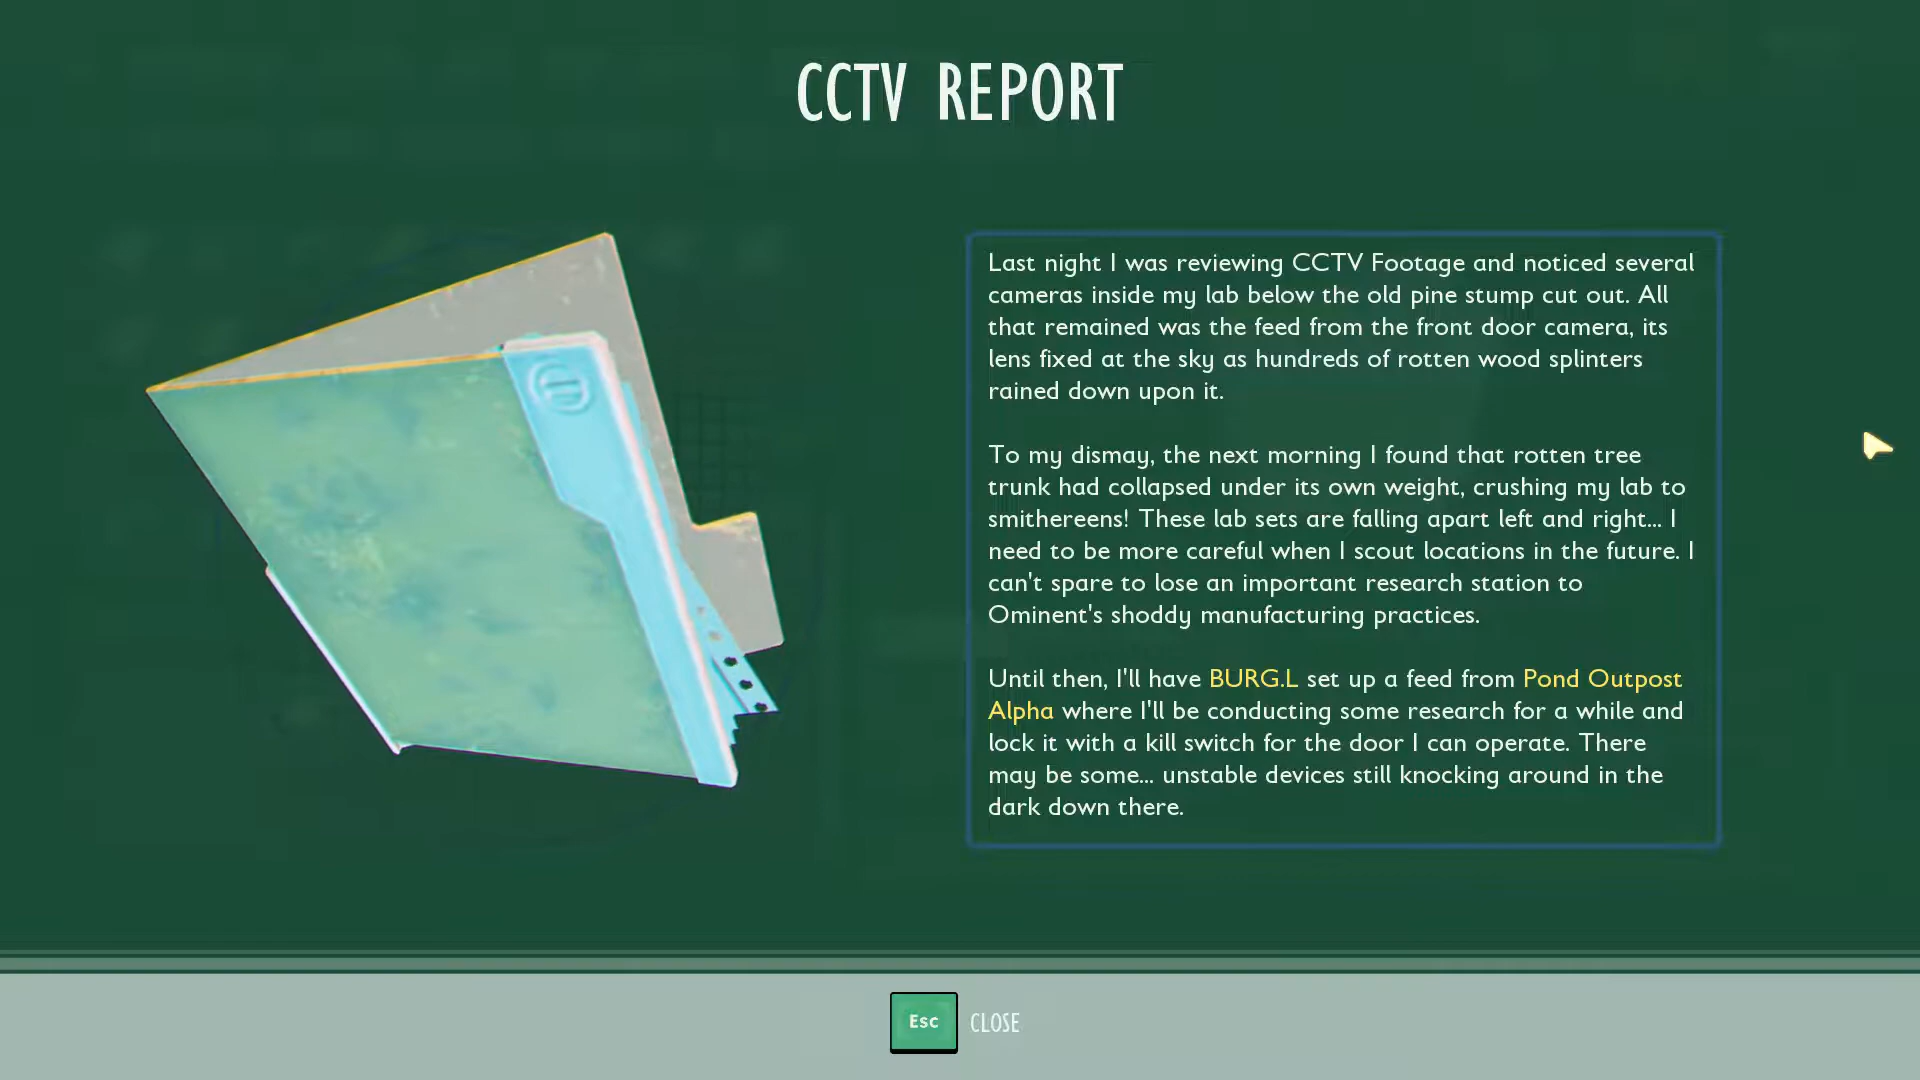 CCTV REPORT
Last night I was reviewing CCTV Footage and noticed several
cameras inside my lab below the old pine stump cut out. All
that remained was the feed from the front door camera, its
lens fixed at the sky as hundreds of rotten wood splinters
rained down upon it.
To my dismay, the next morning I found that rotten tree
trunk had collapsed under its own weight, crushing my lab to
smithereens! These lab sets are falling apart left and right... I
need to be more careful when I scout locations in the future. I
can't spare to lose an important research station to
Ominent's shoddy manufacturing practices.
Until then, I'll have BURG.L set up a feed from Pond Outpost
Alpha where I'll be conducting some research for a while and
lock it with a kill switch for the door I can operate. There
may be some... unstable devices still knocking around in the
dark down there.
Esc CLOSE